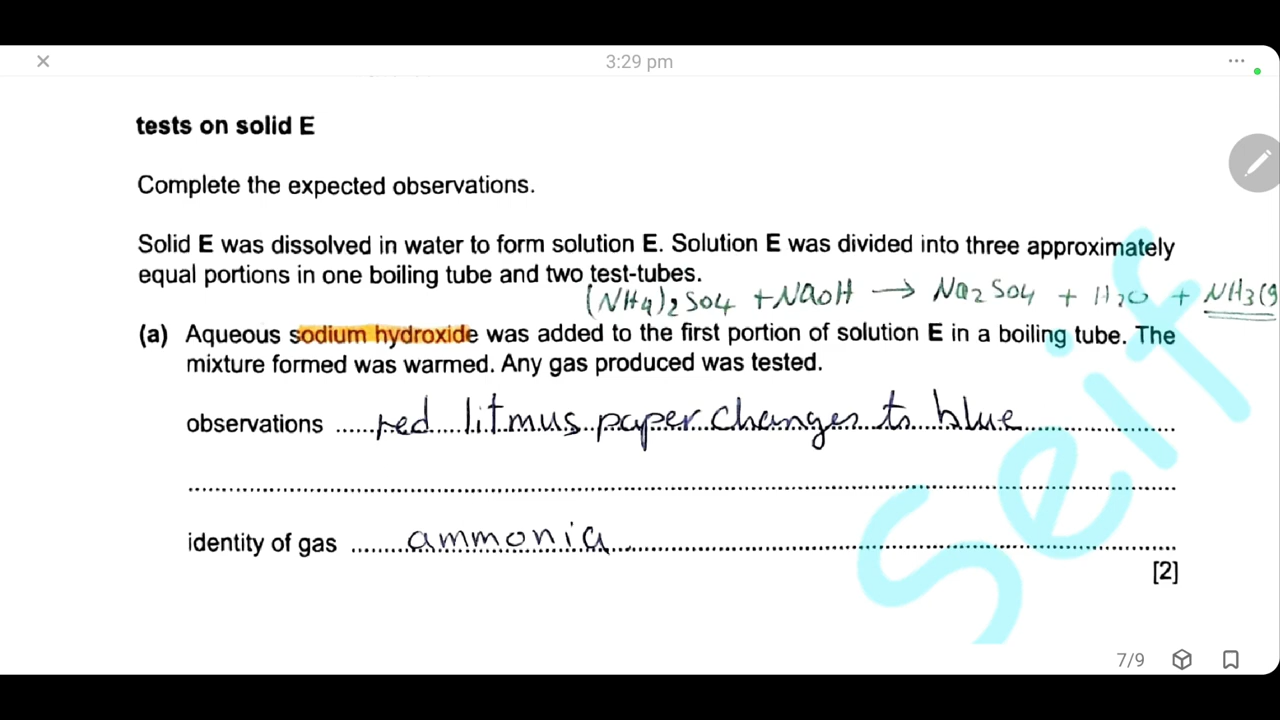 3:29 pm
tests on solid E
Complete the expected observations.
Solid E was dissolved in water to form solution E. Solution E was divided into three approximately
equal portions in one boiling tube and two test-tubes.
(NH4)2SO4 + NaOH → Na2SO4 + H2O + NH3(g
(a) Aqueous sodium hydroxide was added to the first portion of solution E in a boiling tube. The
mixture formed was warmed. Any gas produced was tested.
observations ......red litmus paper changes to blue......
identity of gas ........ammonia........
[2]
Seif
7/9